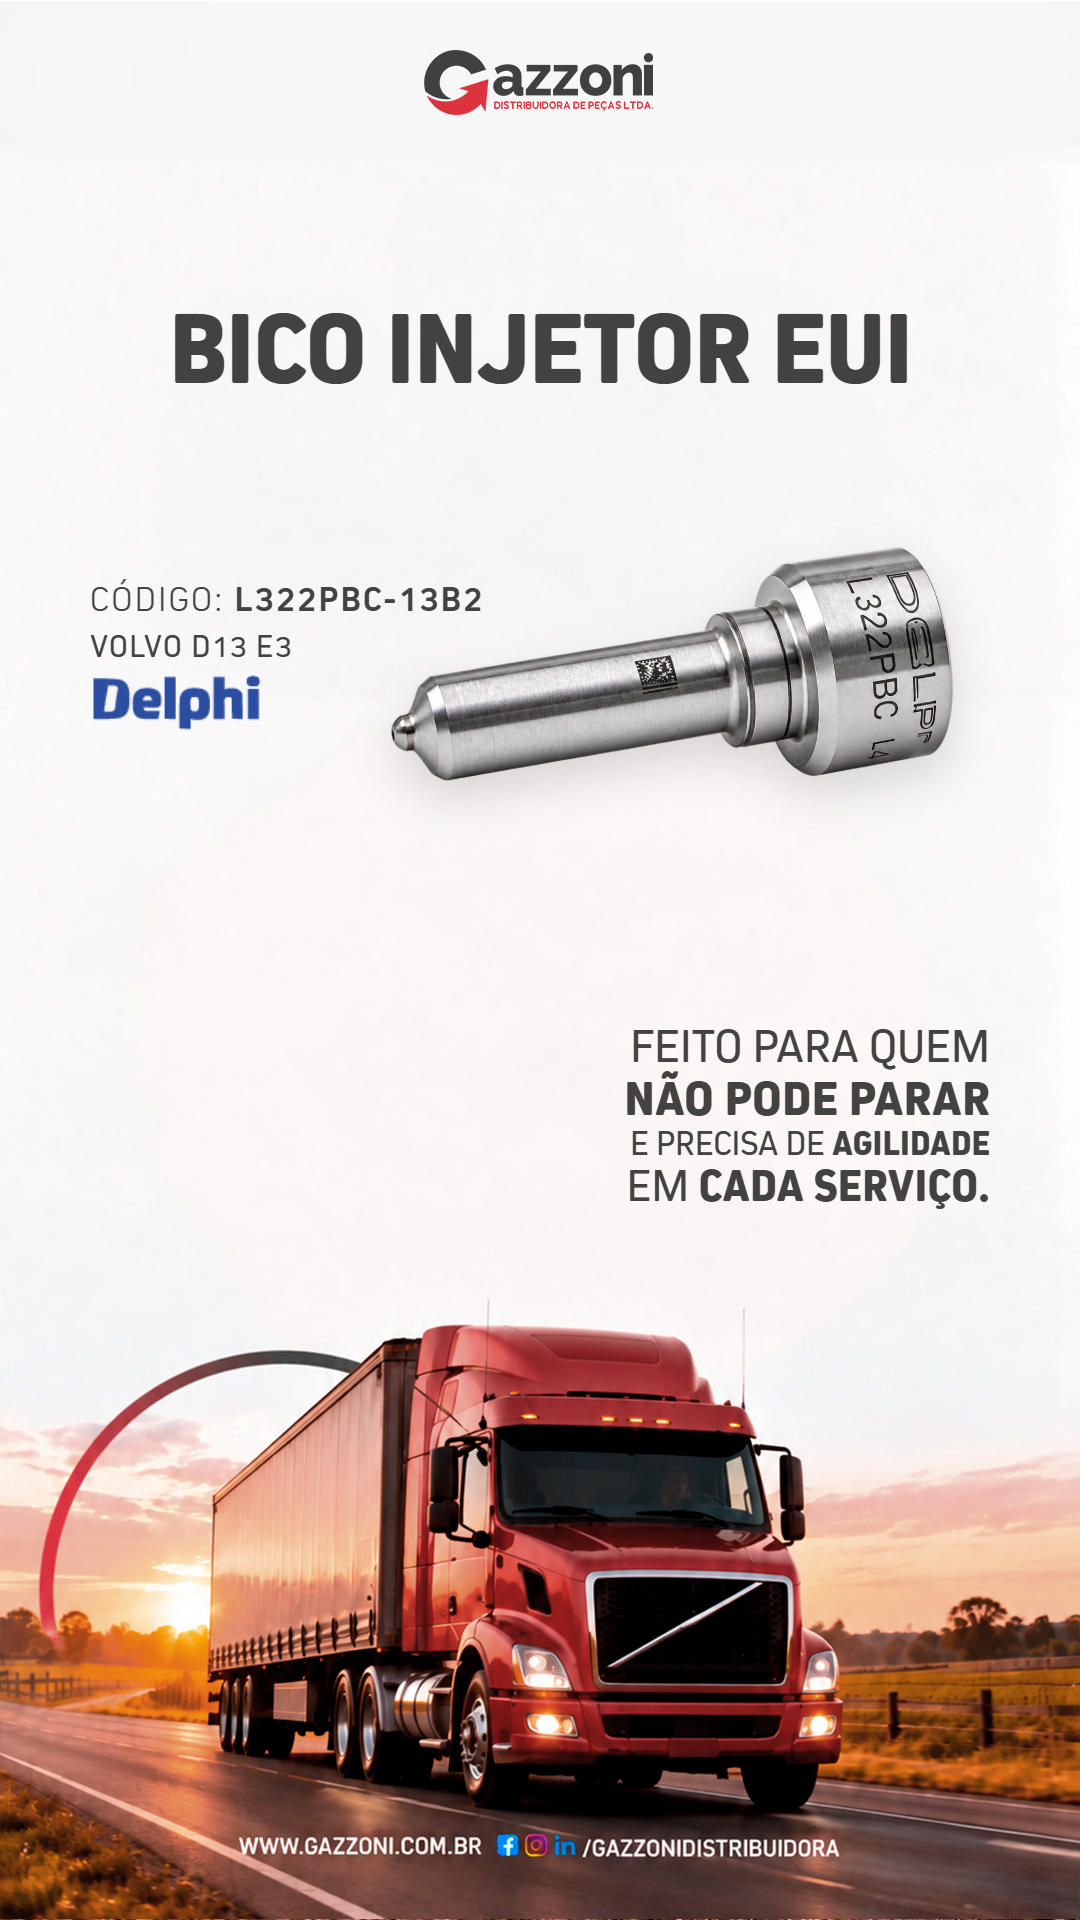 Gazzoni
DISTRIBUIDORA DE PEÇAS LTDA.
BICO INJETOR EUI
CÓDIGO: L322PBC-13B2
VOLVO D13 E3
Delphi
L322PBC L4
FEITO PARA QUEM
NÃO PODE PARAR
E PRECISA DE AGILIDADE
EM CADA SERVIÇO.
WWW.GAZZONI.COM.BR /GAZZONIDISTRIBUIDORA